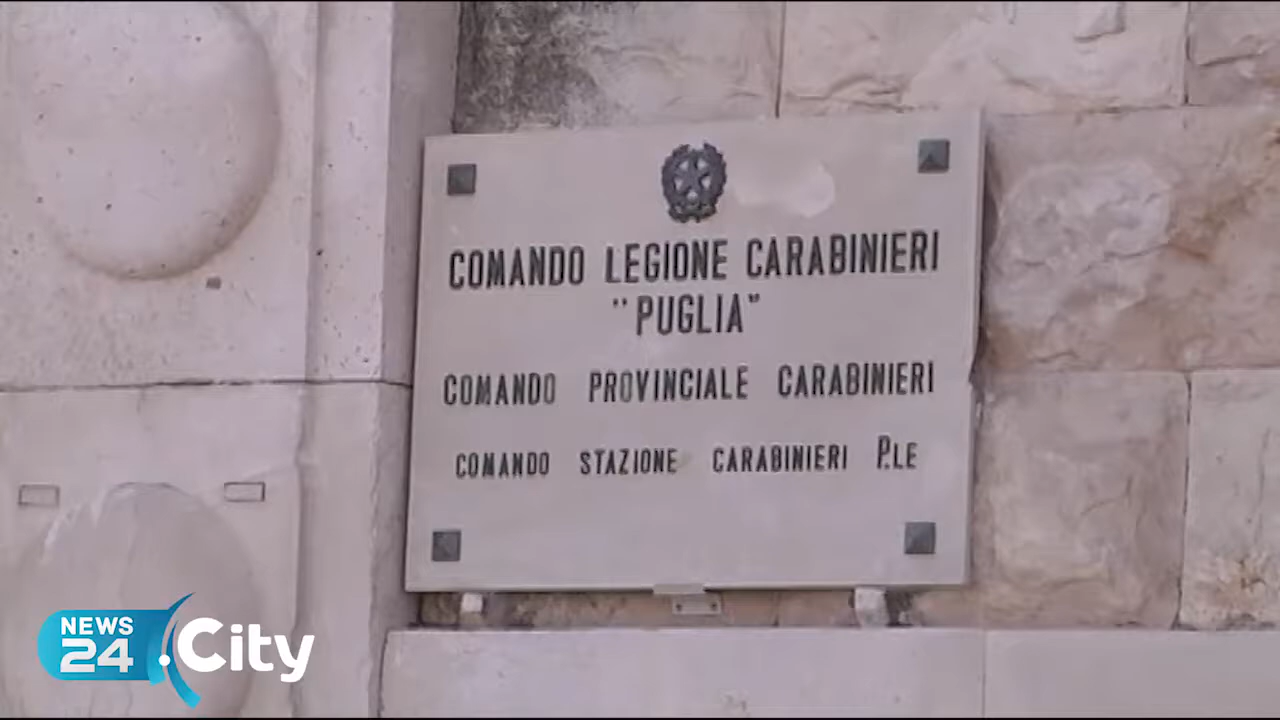 COMANDO LEGIONE CARABINIERI
"PUGLIA"
COMANDO PROVINCIALE CARABINIERI
COMANDO STAZIONE CARABINIERI P.LE
NEWS
24
.City